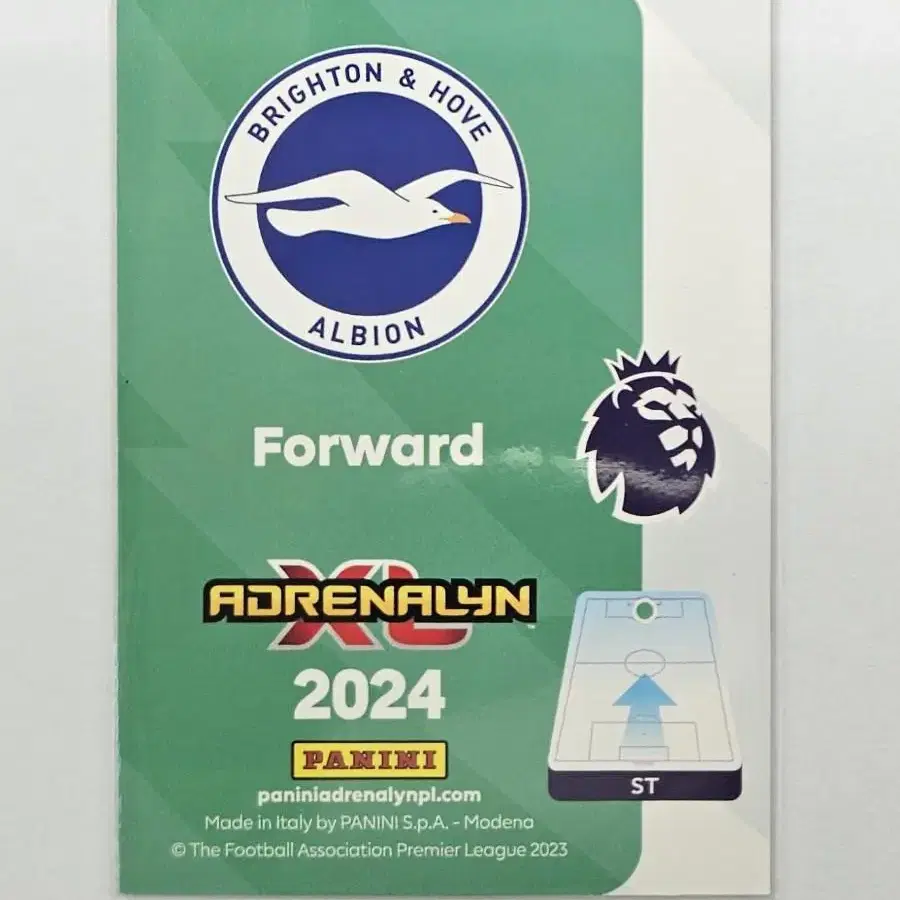 BRIGHTON & HOVE
ALBION
Forward
ADRENALYN
XL
2024
PANINI
ST
paniniadrenalynpl.com
Made in Italy by PANINI S.p.A. - Modena
© The Football Association Premier League 2023